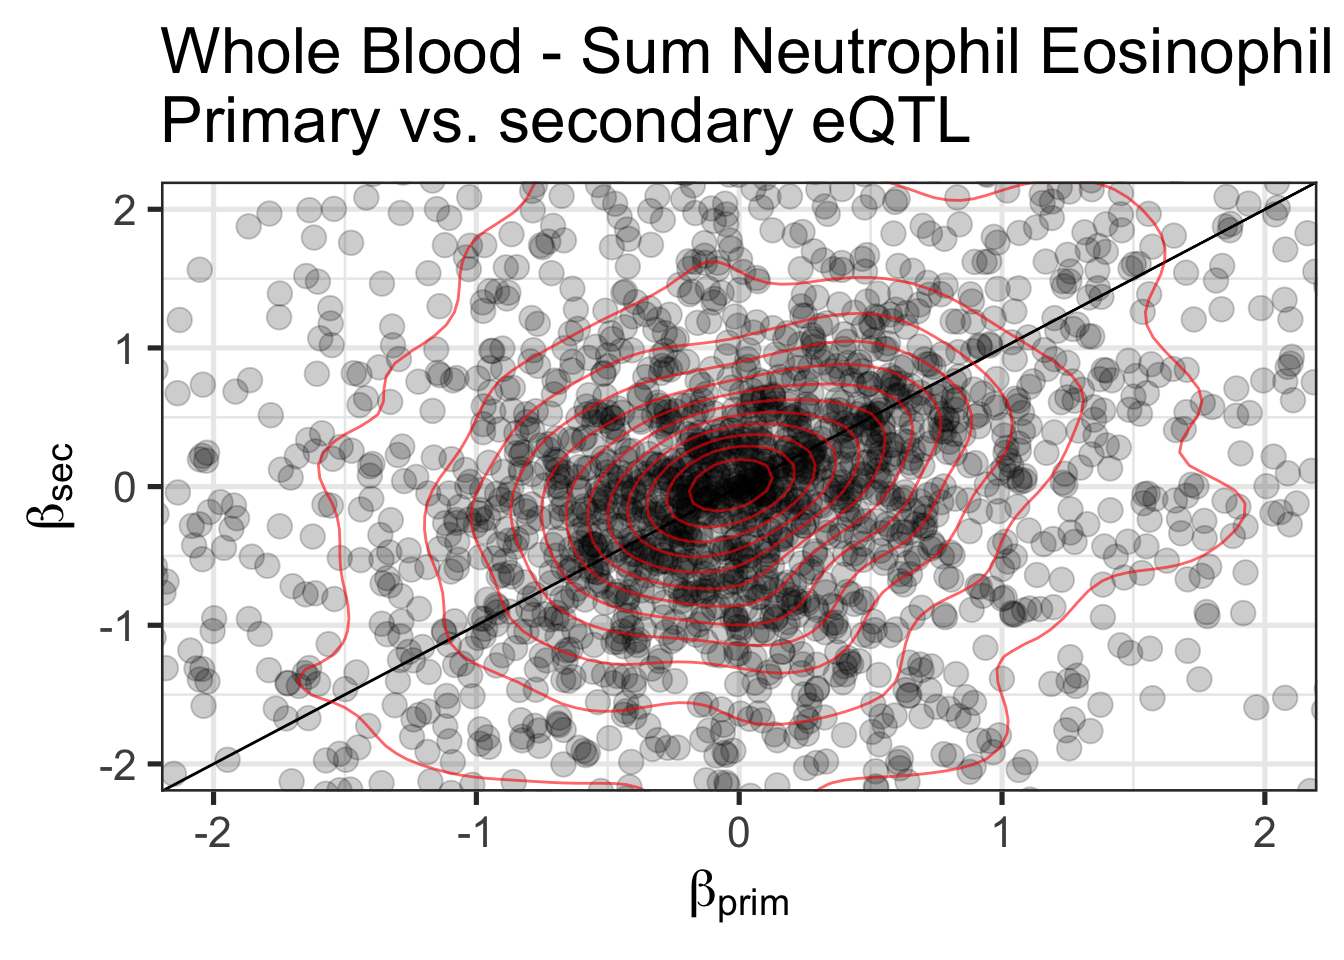 Whole Blood - Sum Neutrophil Eosinophil
Primary vs. secondary eQTL
2
1
0
-1
-2
βsec
-2 -1 0 1 2
βprim